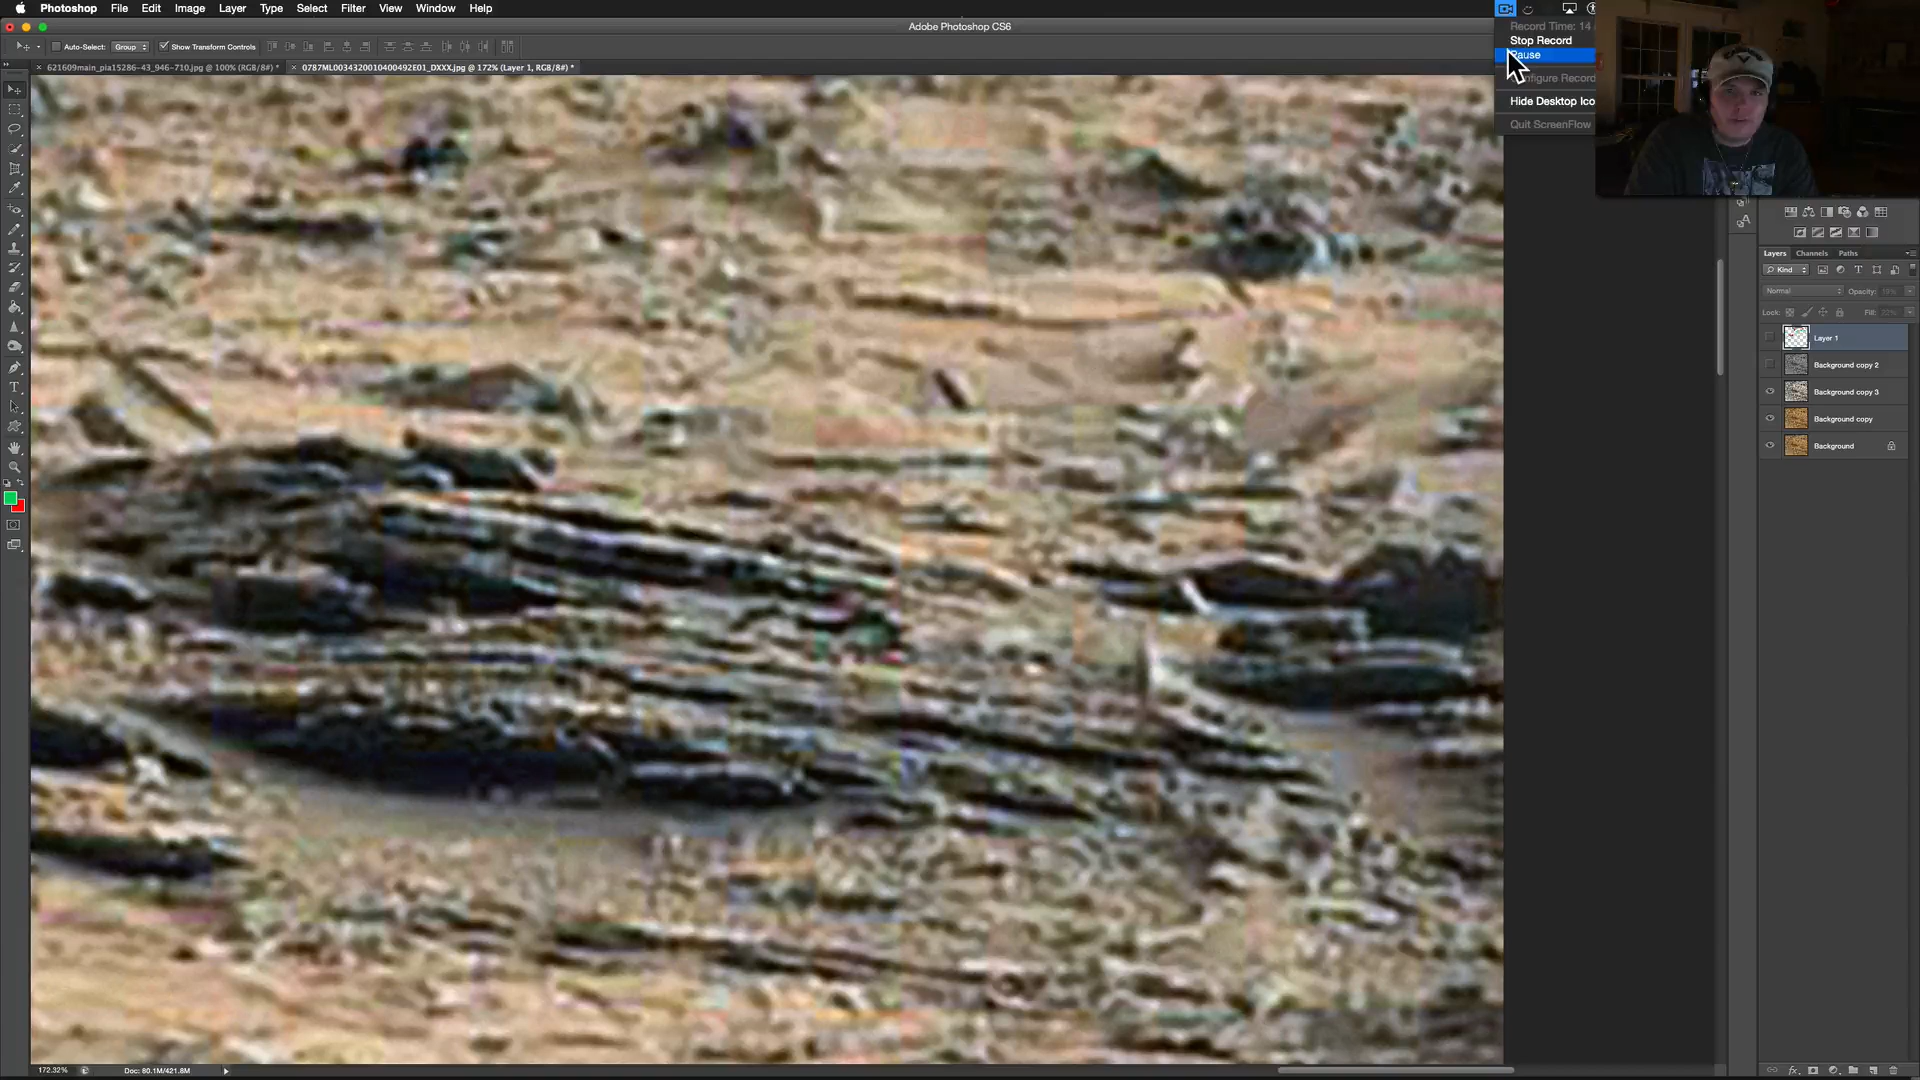 Photoshop File Edit Image Layer Type Select Filter View Window Help
Adobe Photoshop CS6
Record Time: 14
Stop Record
Pause
Hide Desktop Ico
Quit ScreenFlow
Auto-Select: Group Show Transform Controls
621609main_pia15286-43_946-710.jpg @ 100% (RGB/8#) *
0787ML0034320010400492E01_DXXX.jpg @ 172% (Layer 1, RGB/8#) *
Layers Channels Paths
Kind
Normal Opacity:
Lock: Fill:
Layer 1
Background copy 2
Background copy 3
Background copy
Background
172.32% Doc: 80.1M/421.8M